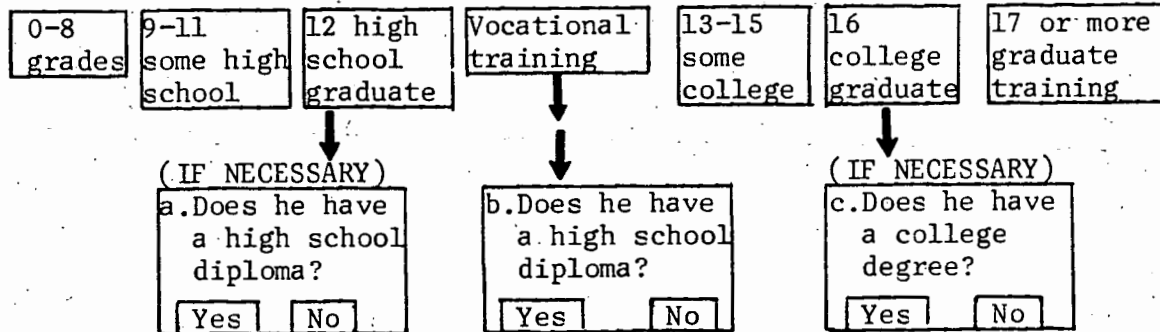 0-8 grades
9-11 some high school
12 high school graduate
Vocational training
13-15 some college
16 college graduate
17 or more graduate training
(IF NECESSARY)
a.Does he have
a high school
diploma?
Yes No
b.Does he have
a high school
diploma?
Yes No
(IF NECESSARY)
c.Does he have
a college
degree?
Yes No